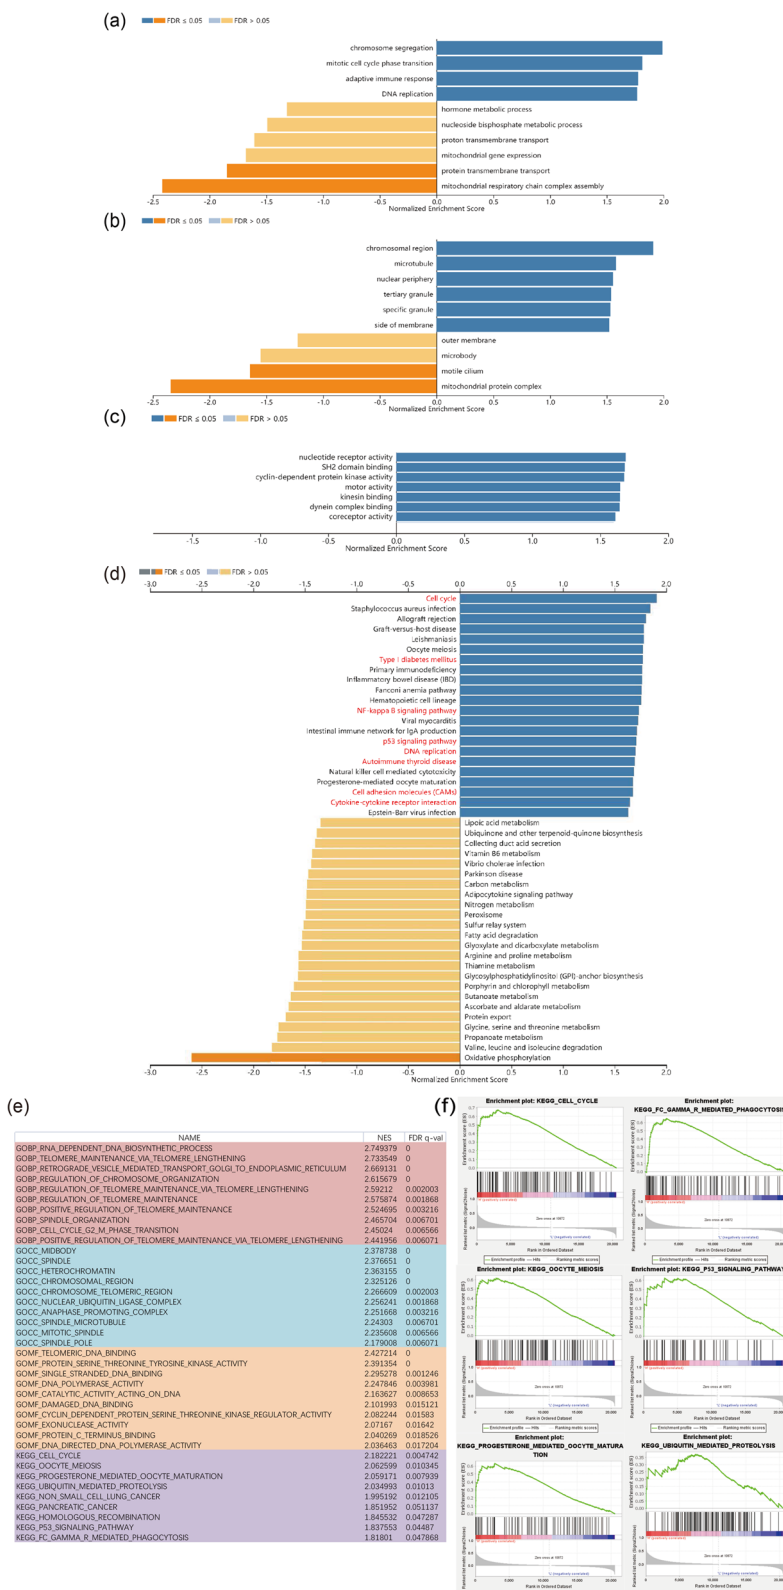 (a)
FDR ≤ 0.05 FDR > 0.05
chromosome segregation
mitotic cell cycle phase transition
adaptive immune response
DNA replication
hormone metabolic process
nucleoside bisphosphate metabolic process
proton transmembrane transport
mitochondrial gene expression
protein transmembrane transport
mitochondrial respiratory chain complex assembly
-2.5 -2.0 -1.5 -1.0 -0.5 0.0 0.5 1.0 1.5 2.0
Normalized Enrichment Score
(b)
FDR ≤ 0.05 FDR > 0.05
chromosomal region
microtubule
nuclear periphery
tertiary granule
specific granule
side of membrane
outer membrane
microbody
motile cilium
mitochondrial protein complex
-2.5 -2.0 -1.5 -1.0 -0.5 0.0 0.5 1.0 1.5 2.0
Normalized Enrichment Score
(c)
FDR ≤ 0.05 FDR > 0.05
nucleotide receptor activity
SH2 domain binding
cyclin-dependent protein kinase activity
motor activity
kinesin binding
dynein complex binding
coreceptor activity
-1.5 -1.0 -0.5 0.0 0.5 1.0 1.5 2.0
Normalized Enrichment Score
(d)
FDR ≤ 0.05 FDR > 0.05
-3.0 -2.5 -2.0 -1.5 -1.0 -0.5 0.0 0.5 1.0 1.5 2.0
Cell cycle
Staphylococcus aureus infection
Allograft rejection
Graft-versus-host disease
Leishmaniasis
Oocyte meiosis
Type I diabetes mellitus
Primary immunodeficiency
Inflammatory bowel disease (IBD)
Fanconi anemia pathway
Hematopoietic cell lineage
NF-kappa B signaling pathway
Viral myocarditis
Intestinal immune network for IgA production
p53 signaling pathway
DNA replication
Autoimmune thyroid disease
Natural killer cell mediated cytotoxicity
Progesterone-mediated oocyte maturation
Cell adhesion molecules (CAMs)
Cytokine-cytokine receptor interaction
Epstein-Barr virus infection
Lipoic acid metabolism
Ubiquinone and other terpenoid-quinone biosynthesis
Collecting duct acid secretion
Vitamin B6 metabolism
Vibrio cholerae infection
Parkinson disease
Carbon metabolism
Adipocytokine signaling pathway
Nitrogen metabolism
Peroxisome
Sulfur relay system
Fatty acid degradation
Glyoxylate and dicarboxylate metabolism
Arginine and proline metabolism
Thiamine metabolism
Glycosylphosphatidylinositol (GPI)-anchor biosynthesis
Porphyrin and chlorophyll metabolism
Butanoate metabolism
Ascorbate and aldarate metabolism
Protein export
Glycine, serine and threonine metabolism
Propanoate metabolism
Valine, leucine and isoleucine degradation
Oxidative phosphorylation
-3.0 -2.5 -2.0 -1.5 -1.0 -0.5 0.0 0.5 1.0 1.5 2.0
Normalized Enrichment Score
(e)
NAME NES FDR q-val
GOBP_RNA_DEPENDENT_DNA_BIOSYNTHETIC_PROCESS 2.749379 0
GOBP_TELOMERE_MAINTENANCE_VIA_TELOMERE_LENGTHENING 2.733549 0
GOBP_RETROGRADE_VESICLE_MEDIATED_TRANSPORT_GOLGI_TO_ENDOPLASMIC_RETICULUM 2.669131 0
GOBP_REGULATION_OF_CHROMOSOME_ORGANIZATION 2.615679 0
GOBP_REGULATION_OF_TELOMERE_MAINTENANCE_VIA_TELOMERE_LENGTHENING 2.59212 0.002003
GOBP_REGULATION_OF_TELOMERE_MAINTENANCE 2.575874 0.001868
GOBP_POSITIVE_REGULATION_OF_TELOMERE_MAINTENANCE 2.524695 0.003216
GOBP_SPINDLE_ORGANIZATION 2.465704 0.006701
GOBP_CELL_CYCLE_G2_M_PHASE_TRANSITION 2.45024 0.006566
GOBP_POSITIVE_REGULATION_OF_TELOMERE_MAINTENANCE_VIA_TELOMERE_LENGTHENING 2.441956 0.006071
GOCC_MIDBODY 2.378738 0
GOCC_SPINDLE 2.376651 0
GOCC_HETEROCHROMATIN 2.363155 0
GOCC_CHROMOSOMAL_REGION 2.325126 0
GOCC_CHROMOSOME_TELOMERIC_REGION 2.266609 0.002003
GOCC_NUCLEAR_UBIQUITIN_LIGASE_COMPLEX 2.256241 0.001868
GOCC_ANAPHASE_PROMOTING_COMPLEX 2.251668 0.003216
GOCC_SPINDLE_MICROTUBULE 2.24303 0.006701
GOCC_MITOTIC_SPINDLE 2.235608 0.006566
GOCC_SPINDLE_POLE 2.179008 0.006071
GOMF_TELOMERIC_DNA_BINDING 2.427214 0
GOMF_PROTEIN_SERINE_THREONINE_TYROSINE_KINASE_ACTIVITY 2.391354 0
GOMF_SINGLE_STRANDED_DNA_BINDING 2.295278 0.001246
GOMF_DNA_POLYMERASE_ACTIVITY 2.247846 0.003981
GOMF_CATALYTIC_ACTIVITY_ACTING_ON_DNA 2.163627 0.008653
GOMF_DAMAGED_DNA_BINDING 2.101993 0.015121
GOMF_CYCLIN_DEPENDENT_PROTEIN_SERINE_THREONINE_KINASE_REGULATOR_ACTIVITY 2.082244 0.01583
GOMF_EXONUCLEASE_ACTIVITY 2.07167 0.01642
GOMF_PROTEIN_C_TERMINUS_BINDING 2.040269 0.018526
GOMF_DNA_DIRECTED_DNA_POLYMERASE_ACTIVITY 2.036463 0.017204
KEGG_CELL_CYCLE 2.182221 0.004742
KEGG_OOCYTE_MEIOSIS 2.062599 0.010345
KEGG_PROGESTERONE_MEDIATED_OOCYTE_MATURATION 2.059171 0.007939
KEGG_UBIQUITIN_MEDIATED_PROTEOLYSIS 2.034993 0.01013
KEGG_NON_SMALL_CELL_LUNG_CANCER 1.995192 0.012105
KEGG_PANCREATIC_CANCER 1.851952 0.051137
KEGG_HOMOLOGOUS_RECOMBINATION 1.845532 0.047287
KEGG_P53_SIGNALING_PATHWAY 1.837553 0.04487
KEGG_FC_GAMMA_R_MEDIATED_PHAGOCYTOSIS 1.81801 0.047868
(f)
Enrichment plot: KEGG_CELL_CYCLE
Enrichment plot:
KEGG_FC_GAMMA_R_MEDIATED_PHAGOCYTOSIS
Enrichment score (ES)
Ranked list metric (Signal2Noise)
Rank in Ordered Dataset
Enrichment profile Hits Ranking metric scores
Enrichment plot: KEGG_OOCYTE_MEIOSIS
Enrichment plot: KEGG_P53_SIGNALING_PATHWAY
Rank in Ordered Dataset
Enrichment profile Hits Ranking metric scores
Enrichment plot:
KEGG_PROGESTERONE_MEDIATED_OOCYTE_MATURA
TION
Enrichment plot:
KEGG_UBIQUITIN_MEDIATED_PROTEOLYSIS
Rank in Ordered Dataset